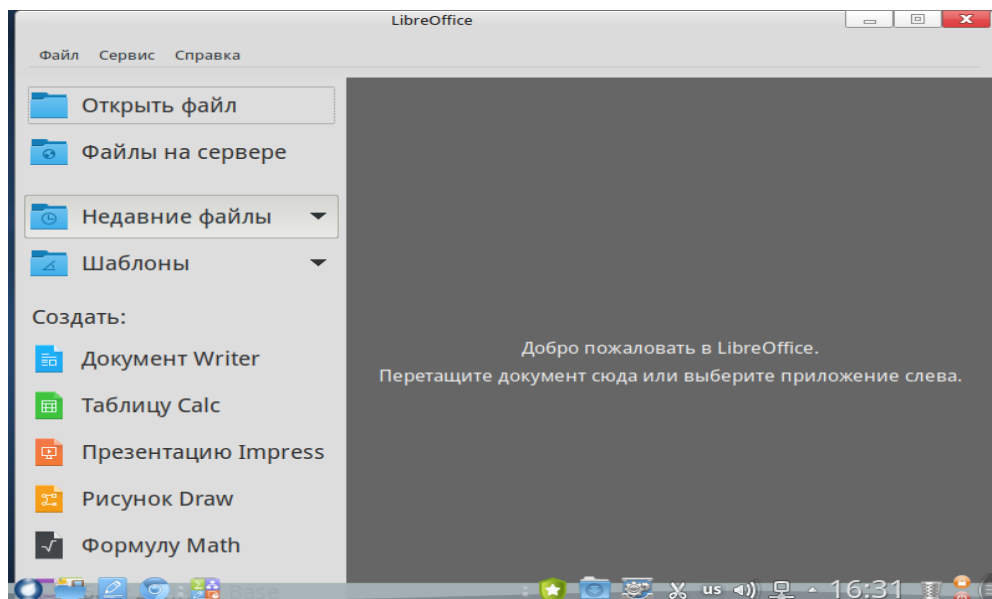 LibreOffice
Файл Сервис Справка
Открыть файл
Файлы на сервере
Недавние файлы
Шаблоны
Создать:
Документ Writer
Таблицу Calc
Презентацию Impress
Рисунок Draw
Формулу Math
Base
Добро пожаловать в LibreOffice.
Перетащите документ сюда или выберите приложение слева.
us 16:31